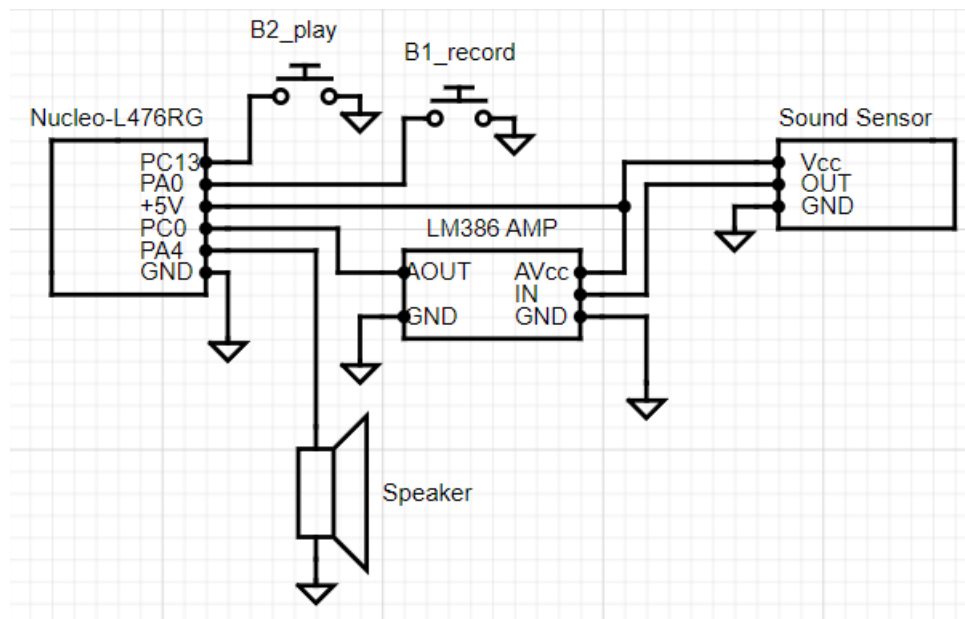 B2_play
B1_record
Nucleo-L476RG
PC13
PA0
+5V
PC0
PA4
GND
LM386 AMP
AOUT
GND
AVcc
IN
GND
Sound Sensor
Vcc
OUT
GND
Speaker